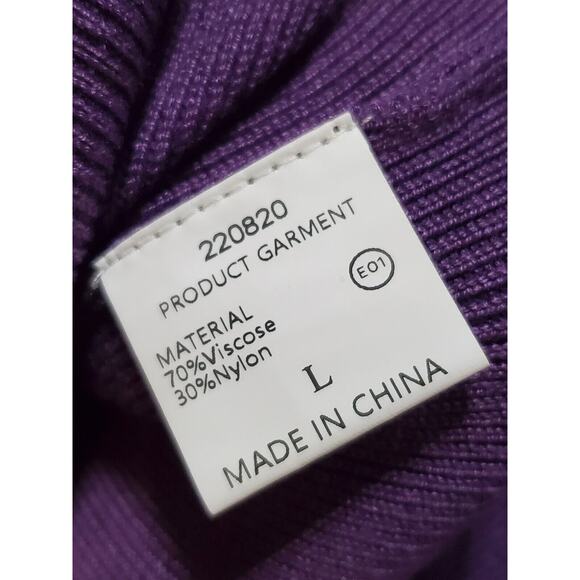 220820
PRODUCT GARMENT
E01
MATERIAL
70%Viscose
30%Nylon
L
MADE IN CHINA